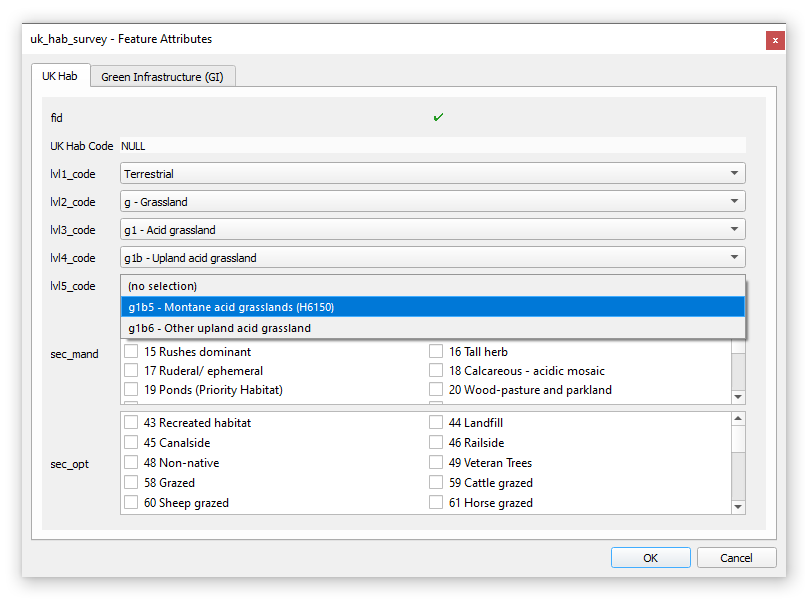 uk_hab_survey - Feature Attributes
x
UK Hab
Green Infrastructure (GI)
fid
UK Hab Code NULL
lvl1_code Terrestrial
lvl2_code g - Grassland
lvl3_code g1 - Acid grassland
lvl4_code g1b - Upland acid grassland
lvl5_code (no selection)
g1b5 - Montane acid grasslands (H6150)
g1b6 - Other upland acid grassland
sec_mand
15 Rushes dominant 16 Tall herb
17 Ruderal/ ephemeral 18 Calcareous - acidic mosaic
19 Ponds (Priority Habitat) 20 Wood-pasture and parkland
sec_opt
43 Recreated habitat 44 Landfill
45 Canalside 46 Railside
48 Non-native 49 Veteran Trees
58 Grazed 59 Cattle grazed
60 Sheep grazed 61 Horse grazed
OK Cancel